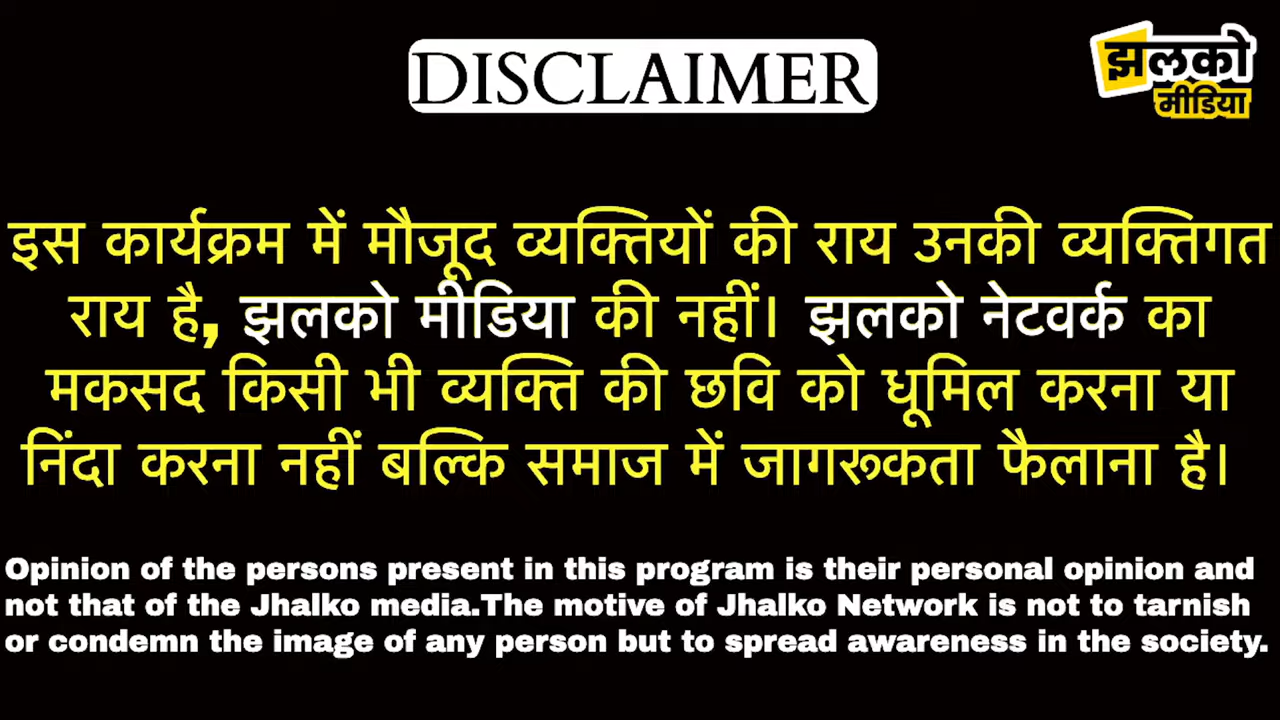 DISCLAIMER
झलको
मीडिया
इस कार्यक्रम में मौजूद व्यक्तियों की राय उनकी व्यक्तिगत
राय है, झलको मीडिया की नहीं। झलको नेटवर्क का
मकसद किसी भी व्यक्ति की छवि को धूमिल करना या
निंदा करना नहीं बल्कि समाज में जागरूकता फैलाना है।
Opinion of the persons present in this program is their personal opinion and
not that of the Jhalko media.The motive of Jhalko Network is not to tarnish
or condemn the image of any person but to spread awareness in the society.